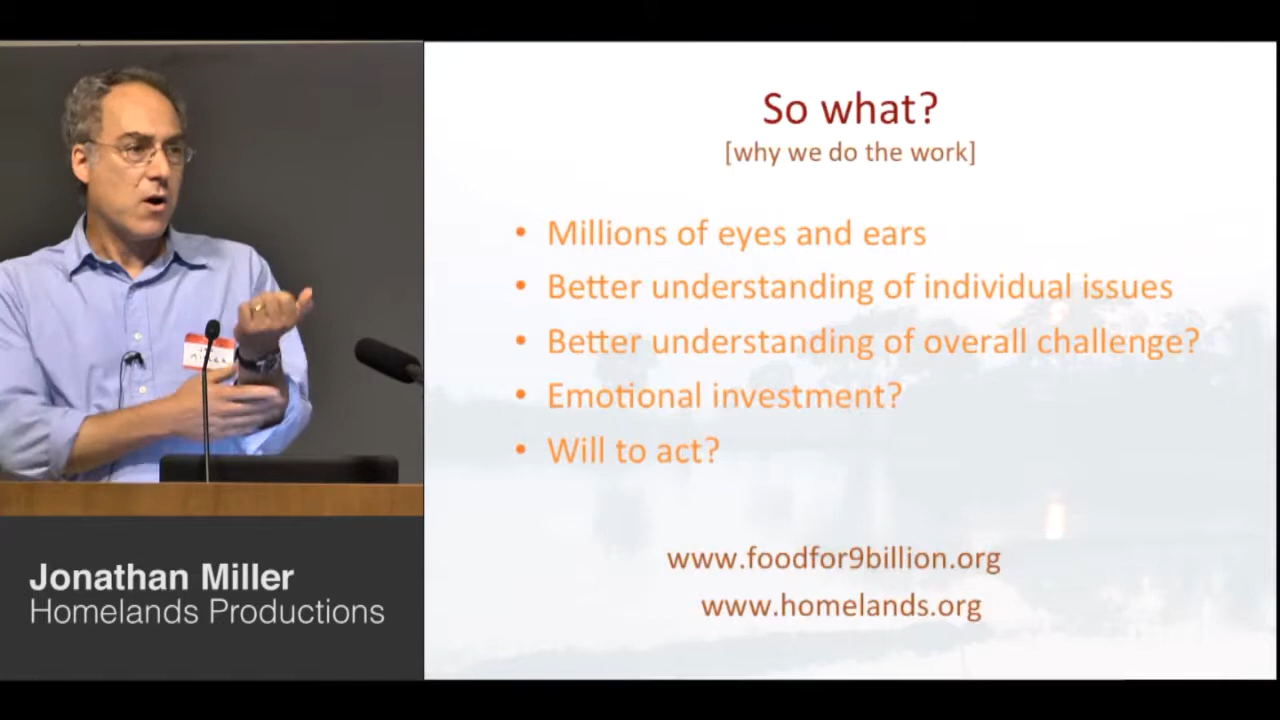 So what?
[why we do the work]
• Millions of eyes and ears
• Better understanding of individual issues
• Better understanding of overall challenge?
• Emotional investment?
• Will to act?
www.foodfor9billion.org
www.homelands.org
Jonathan Miller
Homelands Productions